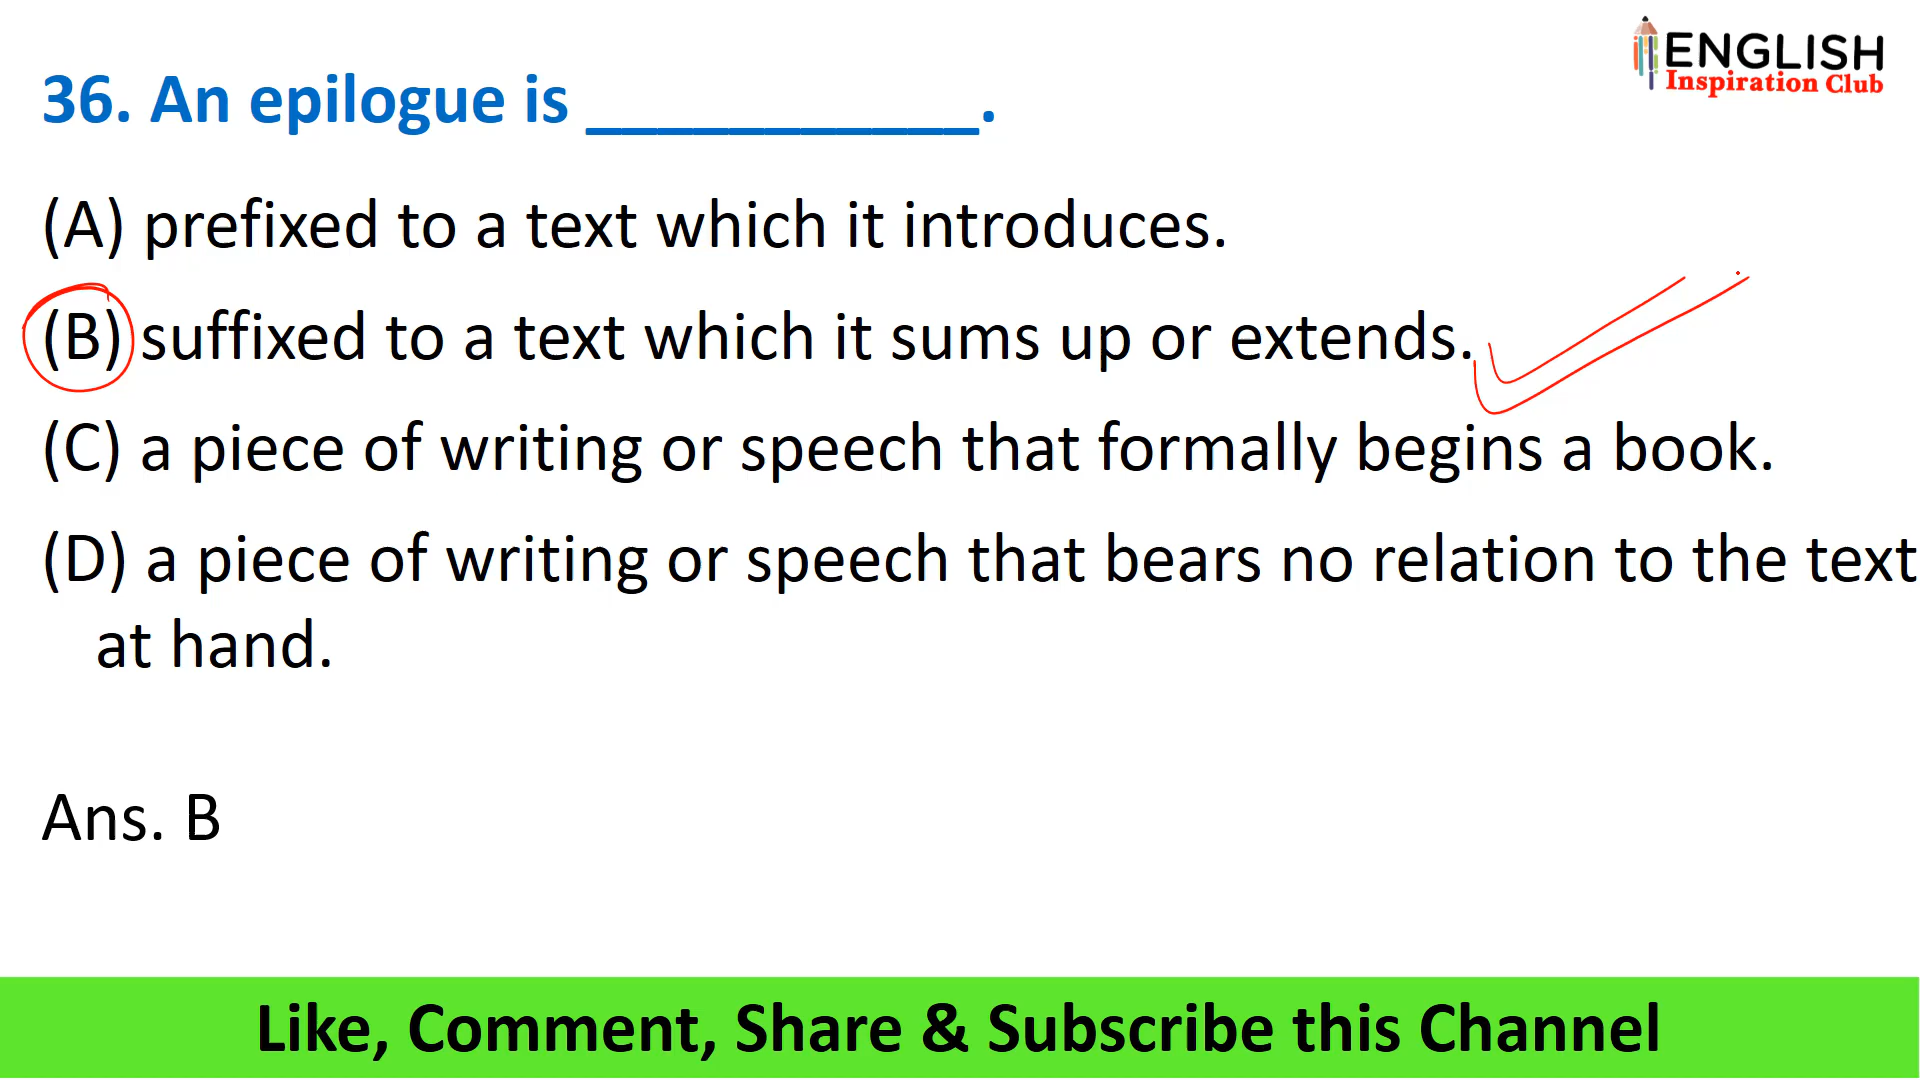 ENGLISH
Inspiration Club
36. An epilogue is ___________.
(A) prefixed to a text which it introduces.
(B) suffixed to a text which it sums up or extends.
(C) a piece of writing or speech that formally begins a book.
(D) a piece of writing or speech that bears no relation to the text
at hand.
Ans. B
Like, Comment, Share & Subscribe this Channel